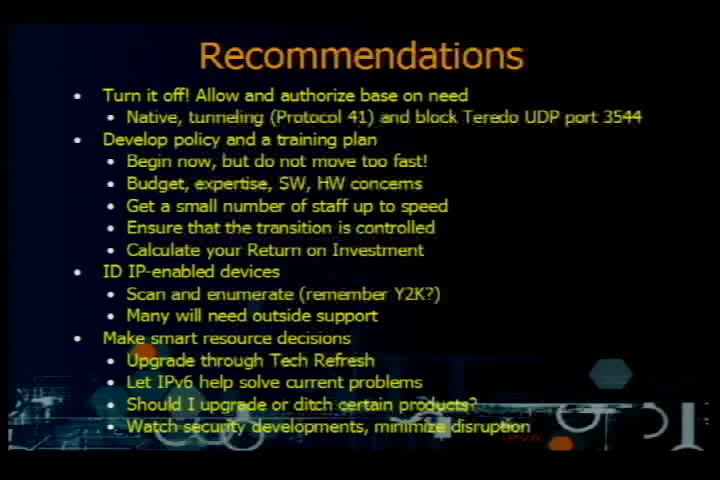 Recommendations
• Turn it off! Allow and authorize base on need
• Native, tunneling (Protocol 41) and block Teredo UDP port 3544
• Develop policy and a training plan
• Begin now, but do not move too fast!
• Budget, expertise, SW, HW concerns
• Get a small number of staff up to speed
• Ensure that the transition is controlled
• Calculate your Return on Investment
• ID IP-enabled devices
• Scan and enumerate (remember Y2K?)
• Many will need outside support
• Make smart resource decisions
• Upgrade through Tech Refresh
• Let IPv6 help solve current problems
• Should I upgrade or ditch certain products?
• Watch security developments, minimize disruption